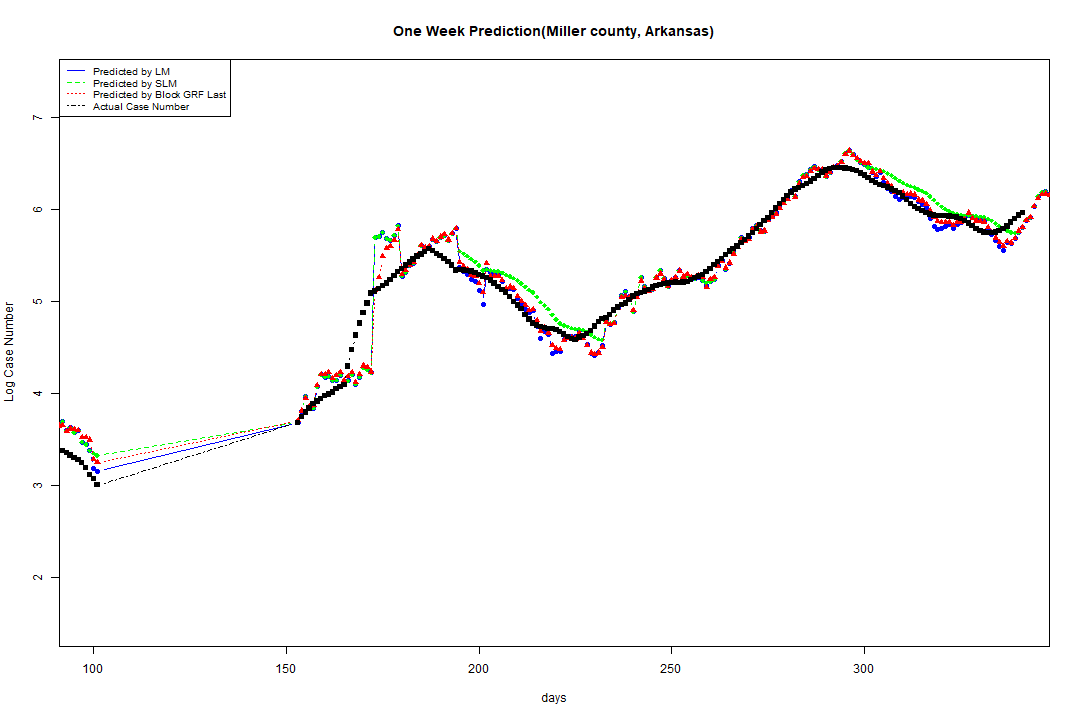 One Week Prediction(Miller county, Arkansas)
Predicted by LM
Predicted by SLM
Predicted by Block GRF Last
Actual Case Number
7
6
5
4
3
2
Log Case Number
100 150 200 250 300
days